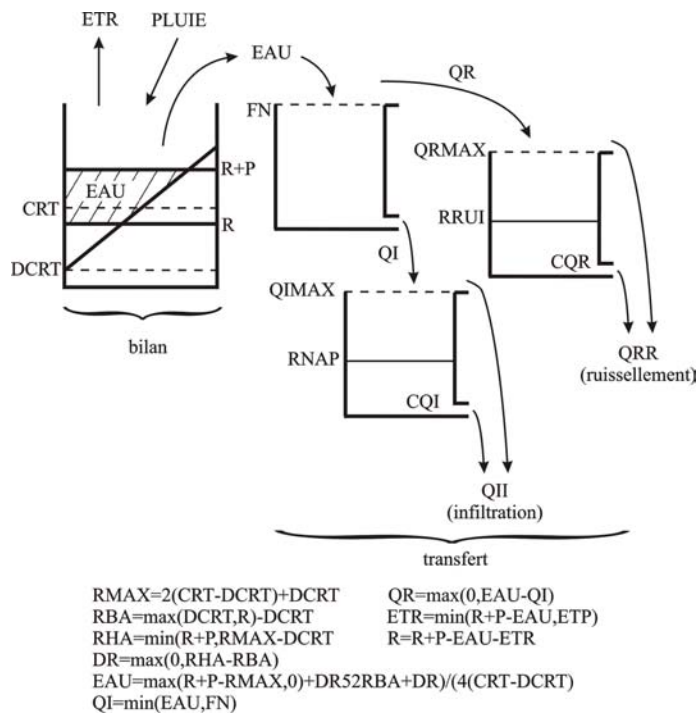 ETR
PLUIE
EAU
QR
FN
QRMAX
R+P
EAU
CRT
R
RRUI
DCRT
QI
CQR
QIMAX
bilan
QRR
(ruissellement)
RNAP
CQI
QII
(infiltration)
transfert
RMAX=2(CRT-DCRT)+DCRT
RBA=max(DCRT,R)-DCRT
RHA=min(R+P,RMAX-DCRT
DR=max(0,RHA-RBA)
EAU=max(R+P-RMAX,0)+DR52RBA+DR)/(4(CRT-DCRT)
QI=min(EAU,FN)
QR=max(0,EAU-QI)
ETR=min(R+P-EAU,ETP)
R=R+P-EAU-ETR